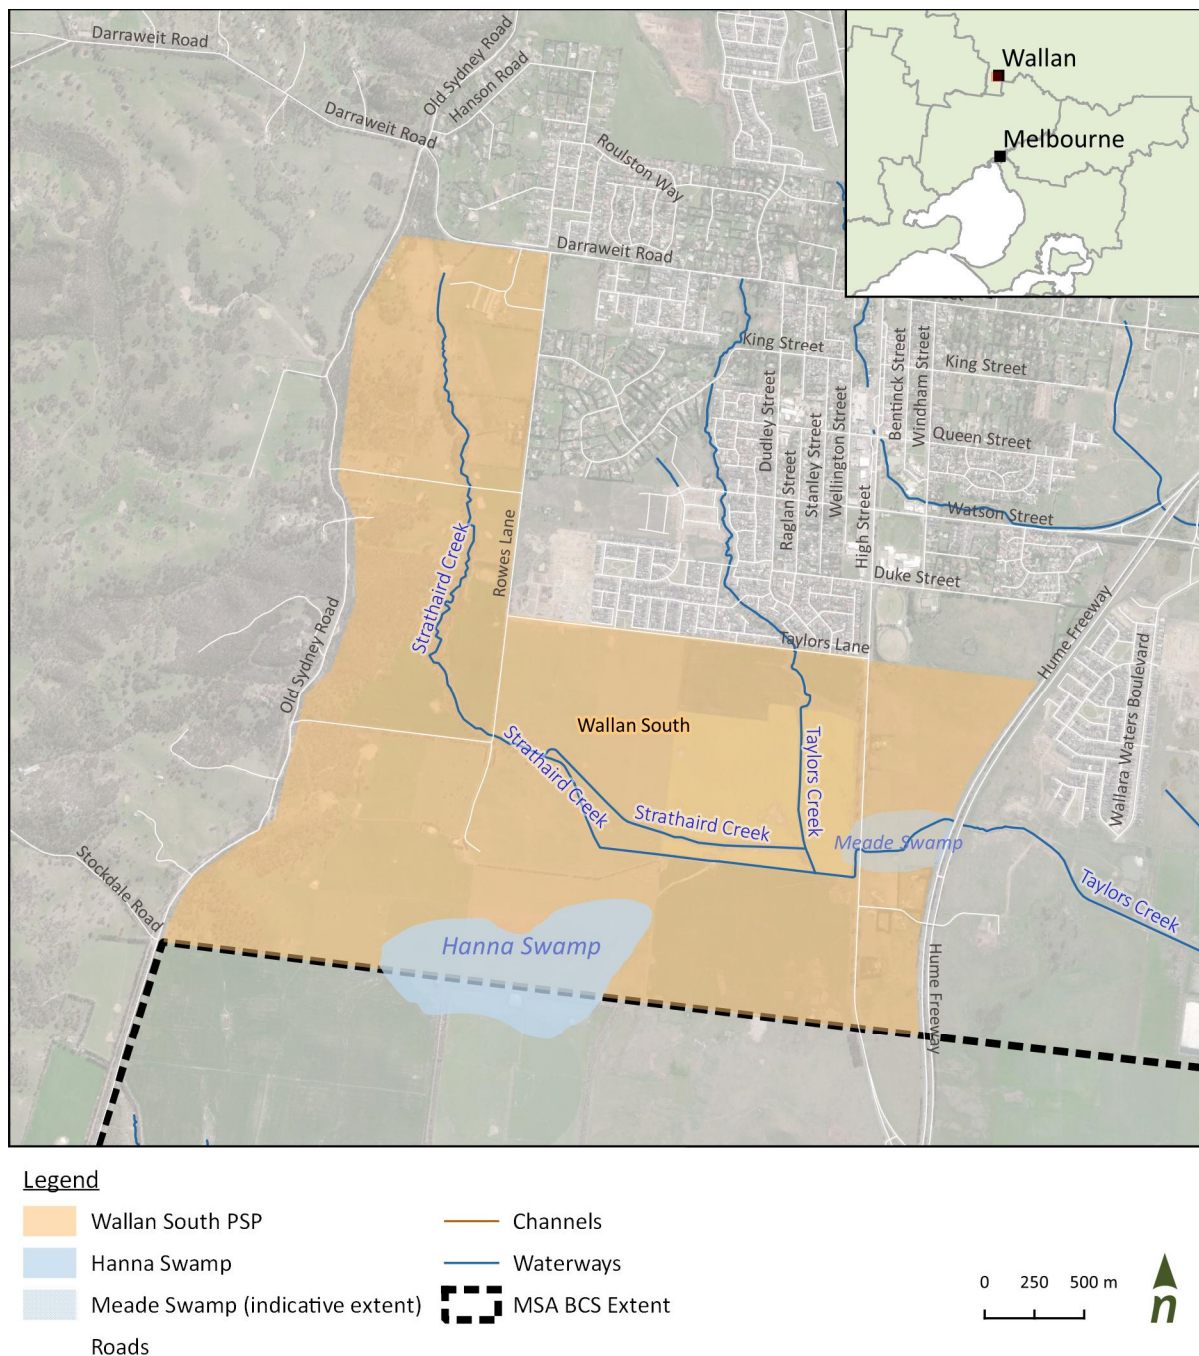 Darraweit Road
Old Sydney Road
Hanson Road
Darraweit Road
Roulston Way
Darraweit Road
Wallan
Melbourne
King Street
King Street
Bentinck Street
Windham Street
Queen Street
Dudley Street
Raglan Street
Stanley Street
Wellington Street
High Street
Watson Street
Duke Street
Rowes Lane
Strathaird Creek
Old Sydney Road
Taylors Lane
Hume Freeway
Wallara Waters Boulevard
Wallan South
Strathaird Creek
Strathaird Creek
Taylors Creek
Meade Swamp
Taylors Creek
Stockdale Road
Hanna Swamp
Hume Freeway
Legend
Wallan South PSP
Hanna Swamp
Meade Swamp (indicative extent)
Roads
Channels
Waterways
MSA BCS Extent
0 250 500 m
n